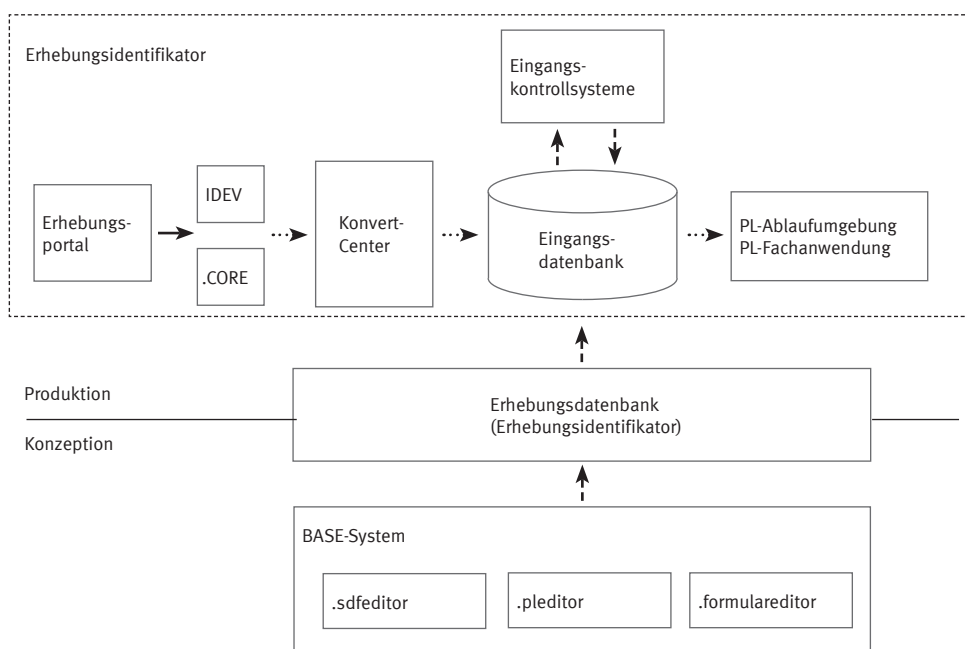 Erhebungsidentifikator
Eingangs-
kontrollsysteme
Erhebungs-
portal
IDEV
.CORE
Konvert-
Center
Eingangs-
datenbank
PL-Ablaufumgebung
PL-Fachanwendung
Produktion
Konzeption
Erhebungsdatenbank
(Erhebungsidentifikator)
BASE-System
.sdfeditor
.pleditor
.formulareditor